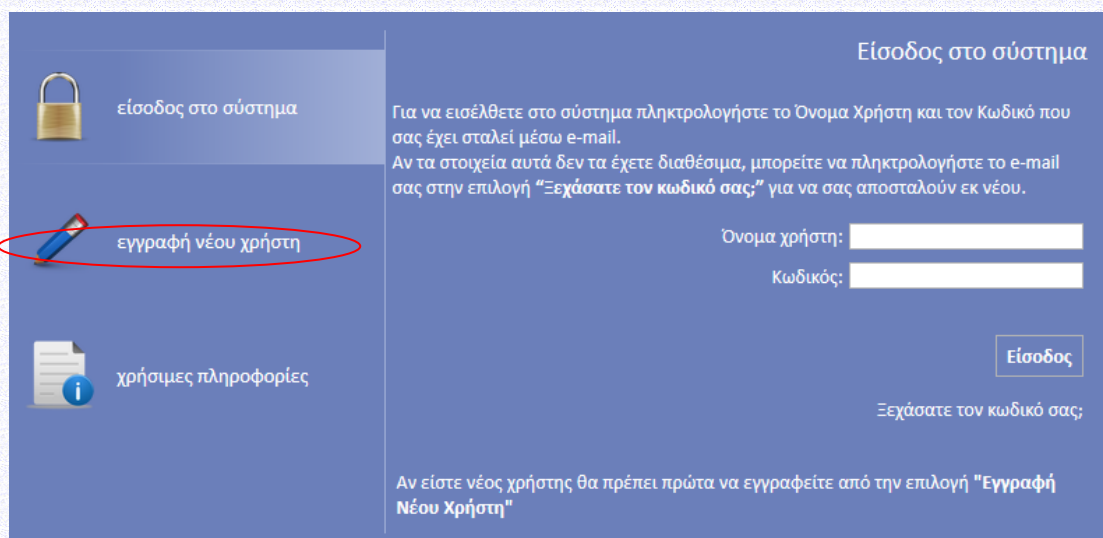 είσοδος στο σύστημα
εγγραφή νέου χρήστη
χρήσιμες πληροφορίες
Είσοδος στο σύστημα
Για να εισέλθετε στο σύστημα πληκτρολογήστε το Όνομα Χρήστη και τον Κωδικό που
σας έχει σταλεί μέσω e-mail.
Αν τα στοιχεία αυτά δεν τα έχετε διαθέσιμα, μπορείτε να πληκτρολογήστε το e-mail
σας στην επιλογή “Ξεχάσατε τον κωδικό σας;” για να σας αποσταλούν εκ νέου.
Όνομα χρήστη:
Κωδικός:
Είσοδος
Ξεχάσατε τον κωδικό σας;
Αν είστε νέος χρήστης θα πρέπει πρώτα να εγγραφείτε από την επιλογή "Εγγραφή
Νέου Χρήστη"